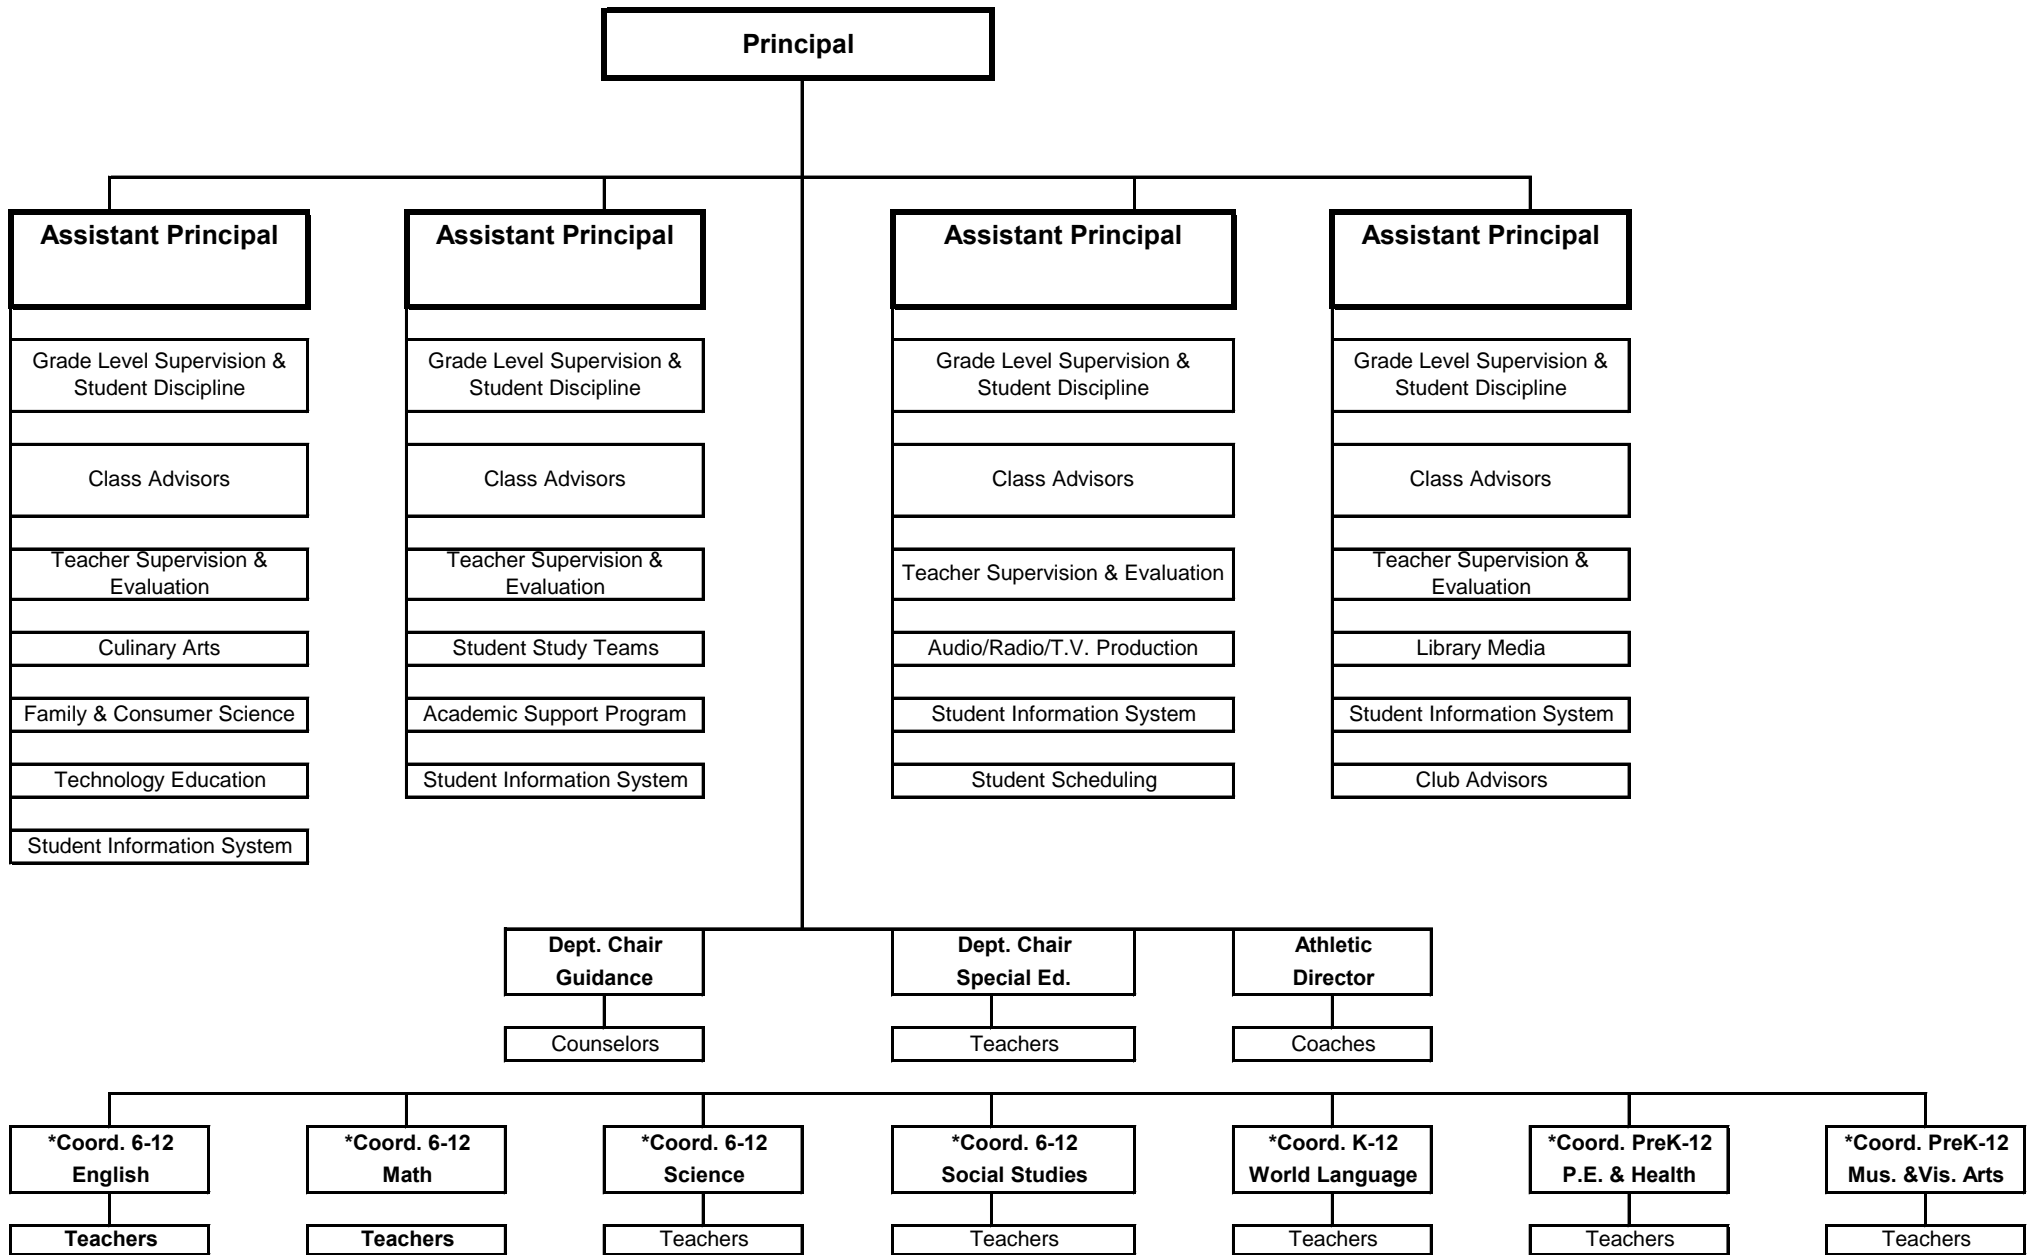 Principal
Assistant Principal
Grade Level Supervision &
Student Discipline
Class Advisors
Teacher Supervision &
Evaluation
Culinary Arts
Family & Consumer Science
Technology Education
Student Information System
Assistant Principal
Grade Level Supervision &
Student Discipline
Class Advisors
Teacher Supervision &
Evaluation
Student Study Teams
Academic Support Program
Student Information System
Assistant Principal
Grade Level Supervision &
Student Discipline
Class Advisors
Teacher Supervision & Evaluation
Audio/Radio/T.V. Production
Student Information System
Student Scheduling
Assistant Principal
Grade Level Supervision &
Student Discipline
Class Advisors
Teacher Supervision &
Evaluation
Library Media
Student Information System
Club Advisors
Dept. Chair
Guidance
Counselors
Dept. Chair
Special Ed.
Teachers
Athletic
Director
Coaches
*Coord. 6-12
English
Teachers
*Coord. 6-12
Math
Teachers
*Coord. 6-12
Science
Teachers
*Coord. 6-12
Social Studies
Teachers
*Coord. K-12
World Language
Teachers
*Coord. PreK-12
P.E. & Health
Teachers
*Coord. PreK-12
Mus. &Vis. Arts
Teachers